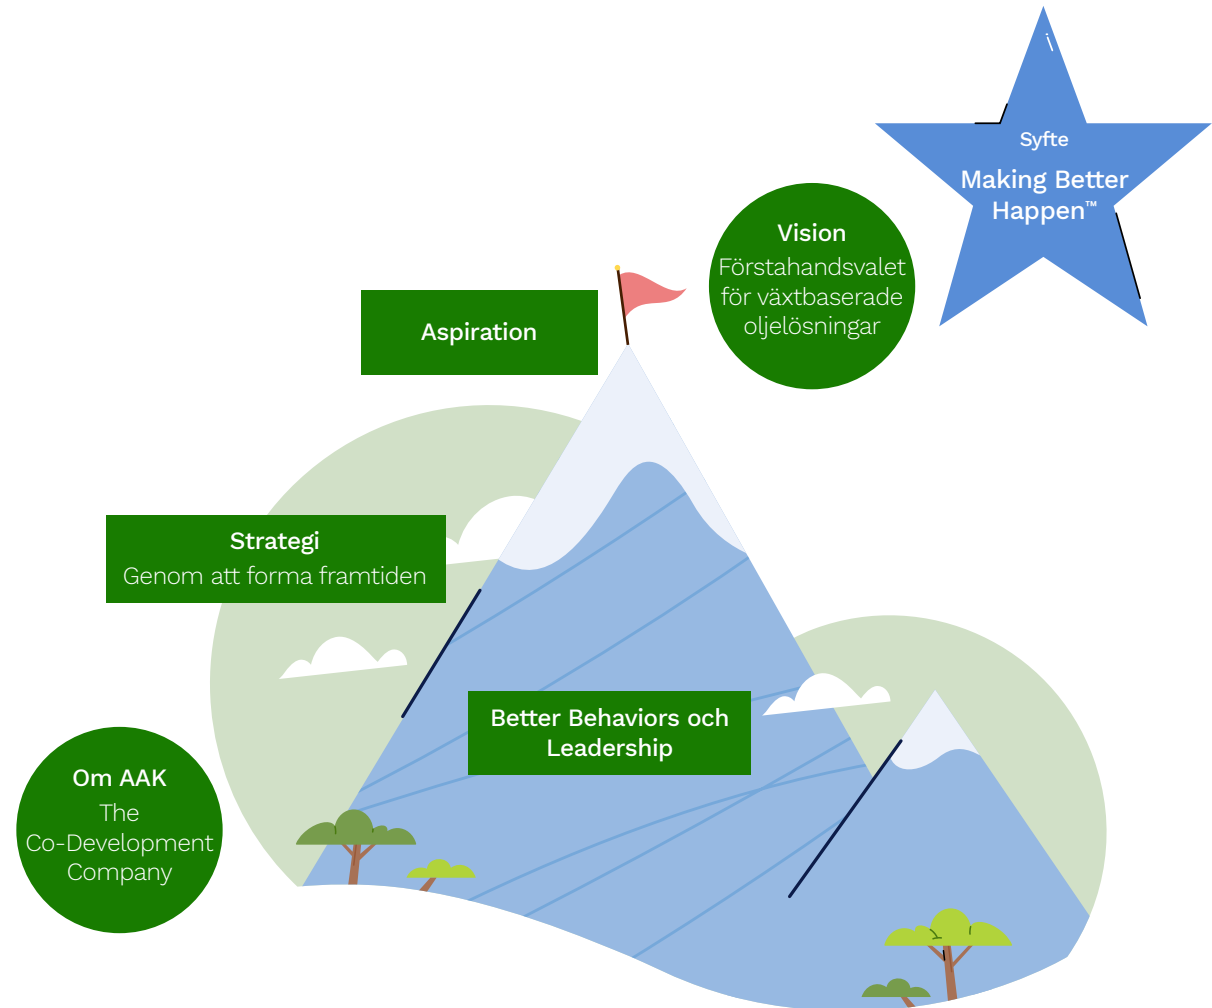 i
Syfte
Making Better
Happen™
Vision
Förstahandsvalet
för växtbaserade
oljelösningar
Aspiration
Strategi
Genom att forma framtiden
Better Behaviors och
Leadership
Om AAK
The
Co-Development
Company